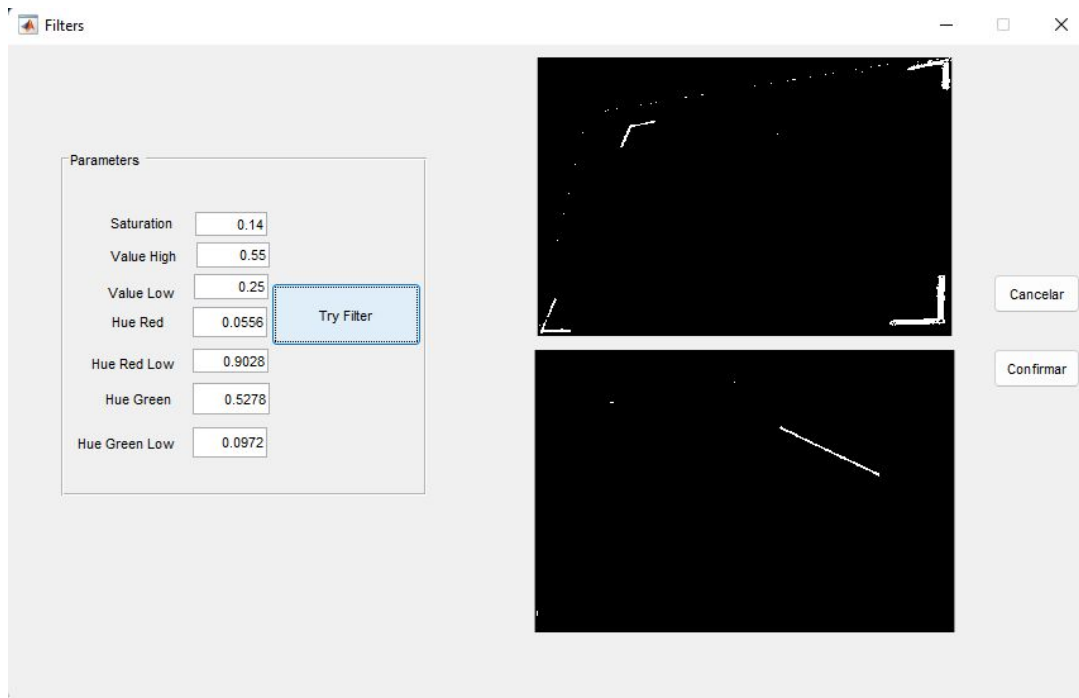 Filters
Parameters
Saturation 0.14
Value High 0.55
Value Low 0.25
Hue Red 0.0556
Try Filter
Hue Red Low 0.9028
Hue Green 0.5278
Hue Green Low 0.0972
Cancelar
Confirmar